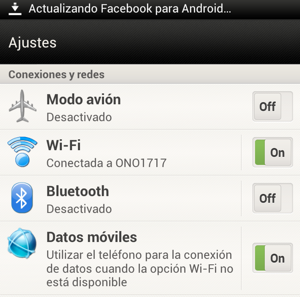 Actualizando Facebook para Android...
Ajustes
Conexiones y redes
Modo avión
Desactivado
Off
Wi-Fi
Conectada a ONO1717
On
Bluetooth
Desactivado
Off
Datos móviles
Utilizar el teléfono para la conexión
de datos cuando la opción Wi-Fi no
está disponible
On